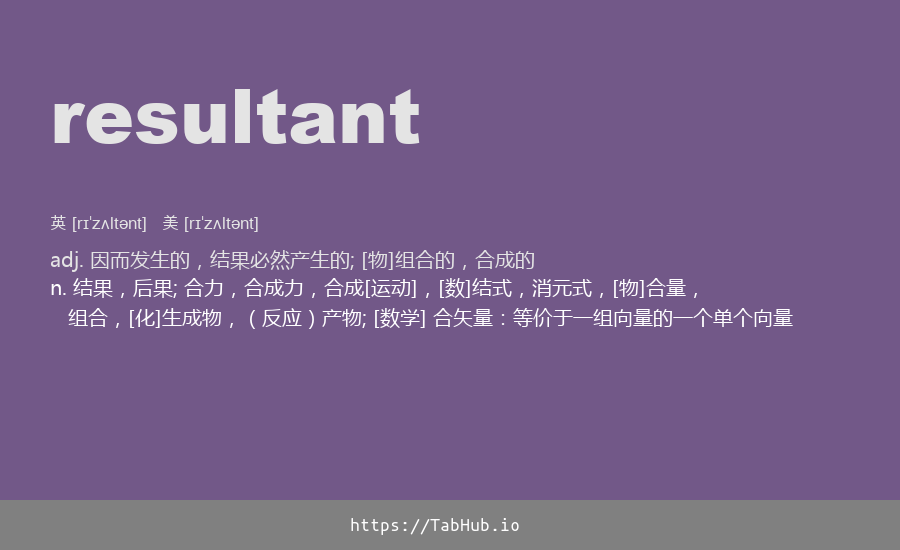 resultant
英 [rɪˈzʌltənt] 美 [rɪˈzʌltənt]
adj. 因而发生的，结果必然产生的; [物]组合的，合成的
n. 结果，后果; 合力，合成力，合成[运动]，[数]结式，消元式，[物]合量，
组合，[化]生成物，（反应）产物; [数学] 合矢量：等价于一组向量的一个单个向量
https://TabHub.io